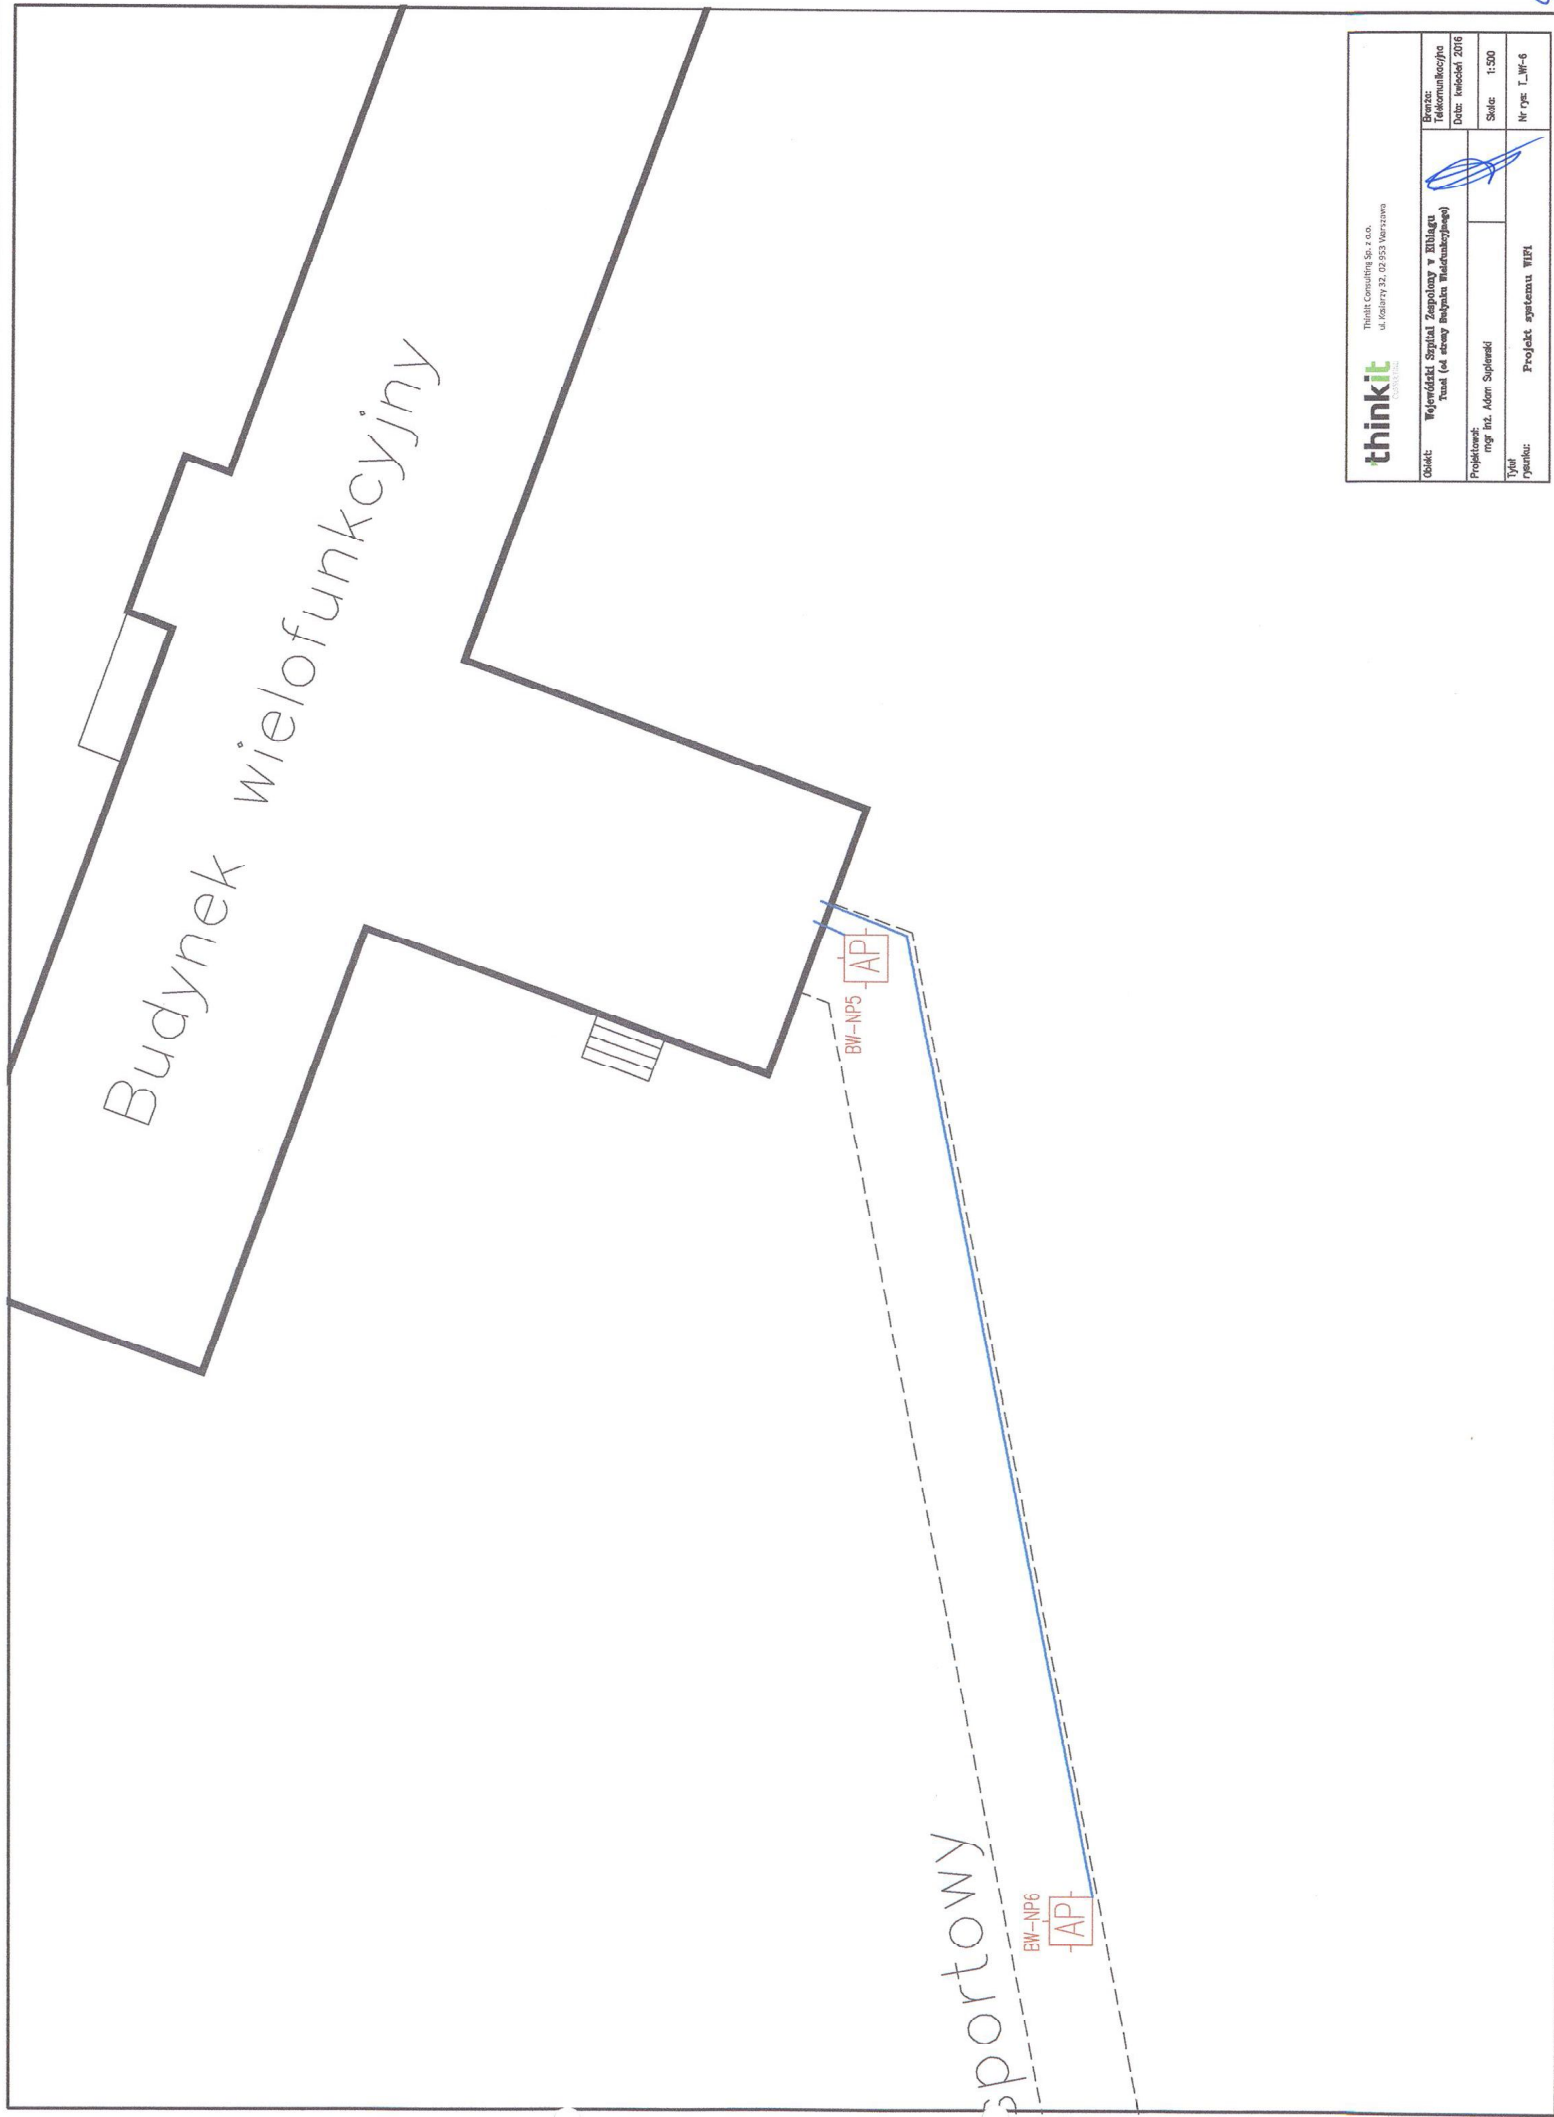 Budynek wielofunkcyjny
BW-NP5
AP
BW-NP6
AP
sportowy
thinkit
Thinkit Consulting Sp. z o.o.
ul. Kosiarzy 32, 02-953 Warszawa
Obiekt:
Wojewódzki Szpital Zespolony w Elblągu
Tunel (od strony Budynku Wielofunkcyjnego)
Branża:
Telekomunikacyjna
Data: kwiecień 2016
Projektował:
mgr inż. Adam Suplewski
Skala: 1:500
Tytuł
rysunku:
Projekt systemu WiFi
Nr rys: T_WF-6